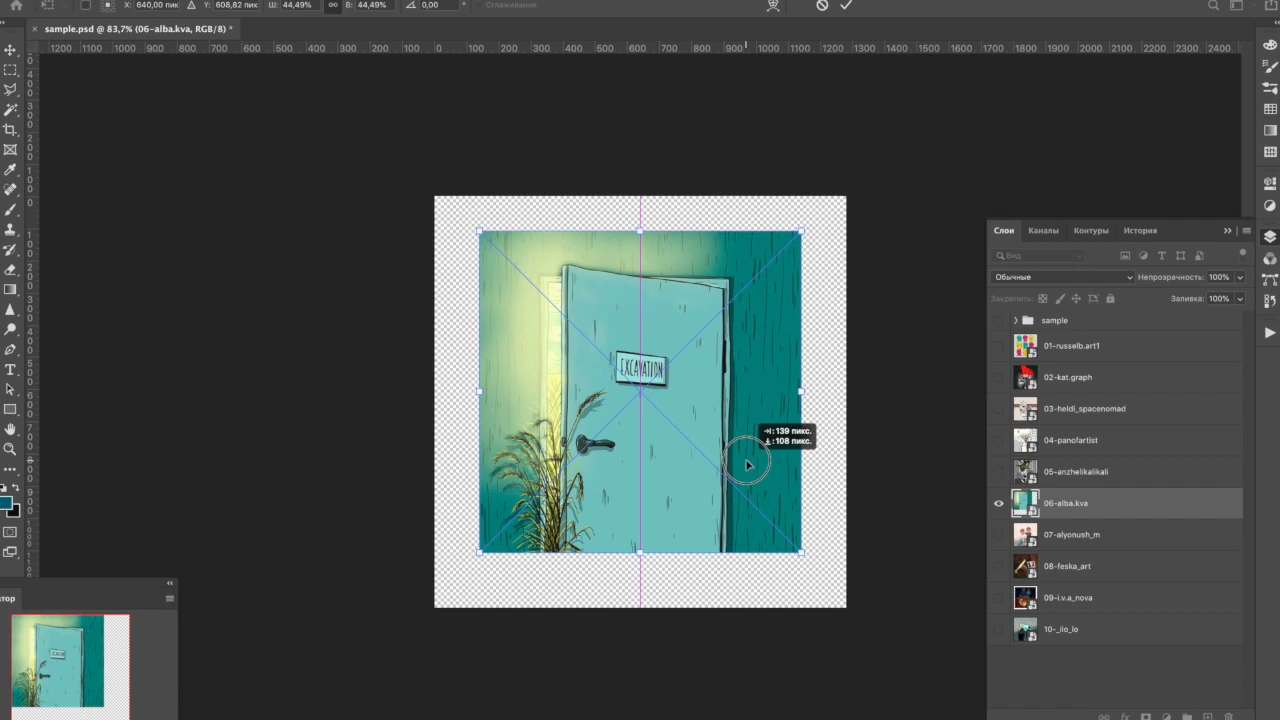 X: 640,00 пик Y: 608,82 пик Ш: 44,49% В: 44,49% 0,00 ° Сглаживание
× sample.psd @ 83,7% (06-alba.kva, RGB/8) *
1200 1100 1000 900 800 700 600 500 400 300 200 100 0 100 200 300 400 500 600 700 800 900 1000 1100 1200 1300 1400 1500 1600 1700 1800 1900 2000 2100 2200 2300 2400
Слои Каналы Контуры История
Вид
Обычные Непрозрачность: 100%
Закрепить: Заливка: 100%
sample
01-russelb.art1
02-kat.graph
03-heldi_spacenomad
04-panofartist
05-anzhelikalikali
06-alba.kva
07-alyonush_m
08-feska_art
09-i.v.a_nova
10-_ilo_lo
EXCAVATION
139 пикс.
108 пикс.
тор